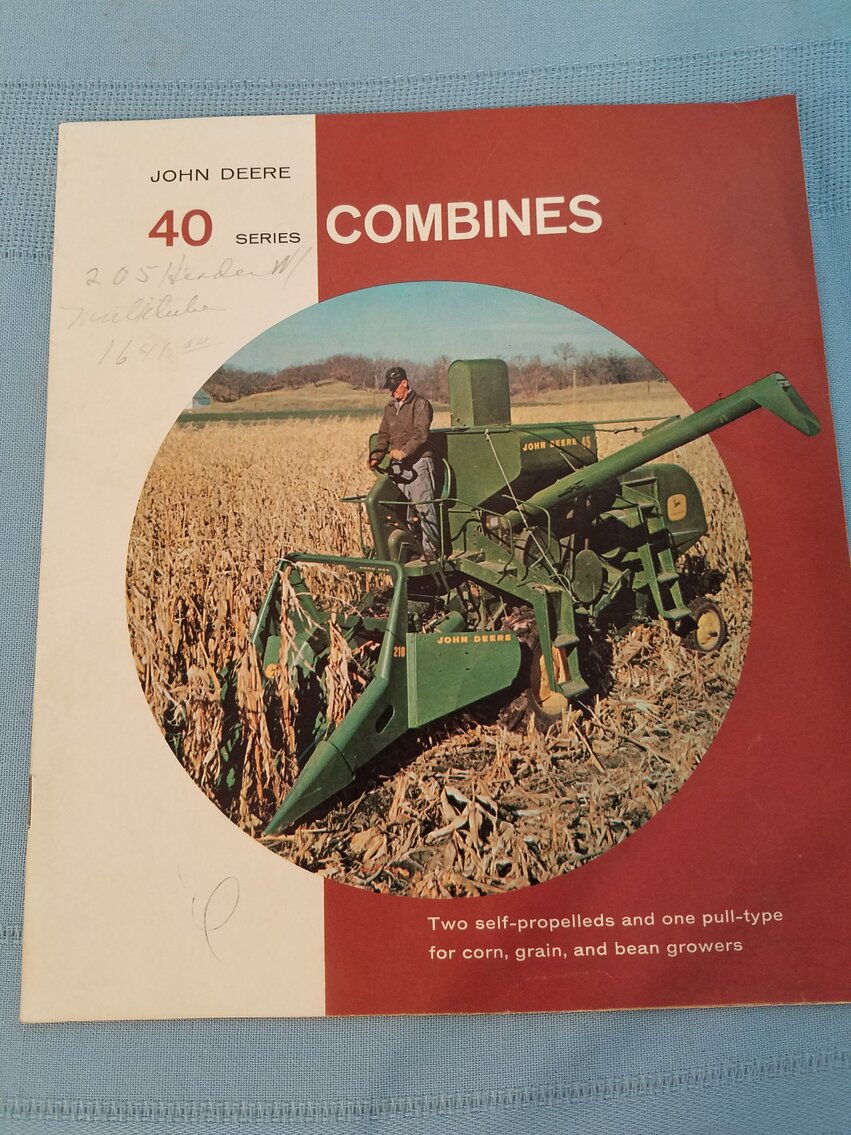 JOHN DEERE
40 SERIES COMBINES
205 Header W/
JOHN DEERE 45
JOHN DEERE
210
Two self-propelleds and one pull-type
for corn, grain, and bean growers